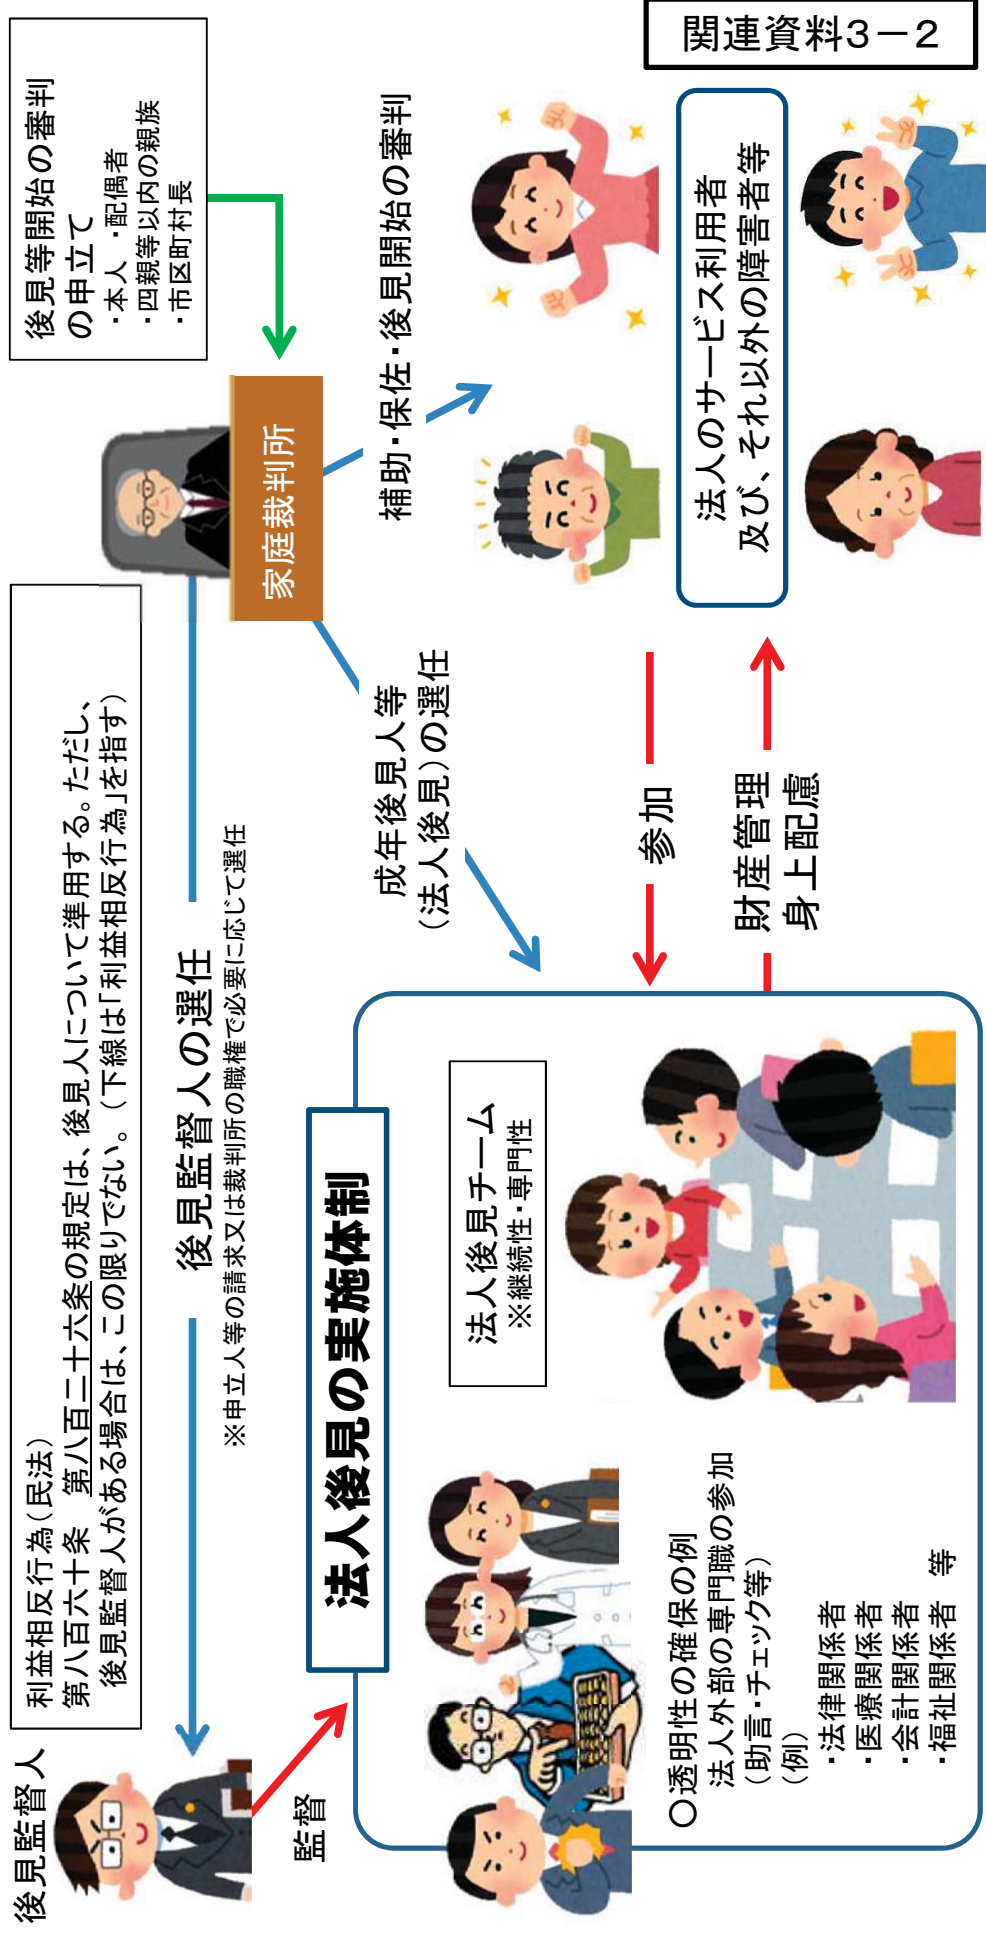 関連資料3－2
利益相反行為（民法）
第八百六十条　第八百二十六条の規定は、後見人について準用する。ただし、
後見監督人がある場合は、この限りでない。（下線は「利益相反行為」を指す）
後見等開始の審判
の申立て
・本人　・配偶者
・四親等以内の親族
・市区町村長
後見監督人
後見監督人の選任
※申立人等の請求又は裁判所の職権で必要に応じて選任
家庭裁判所
監督
成年後見人等
（法人後見）の選任
補助・保佐・後見開始の審判
法人後見の実施体制
法人後見チーム
※継続性・専門性
○透明性の確保の例
法人外部の専門職の参加
（助言・チェック等）
（例）
・法律関係者
・医療関係者
・会計関係者
・福祉関係者　等
参加
財産管理
身上配慮
法人のサービス利用者
及び、それ以外の障害者等